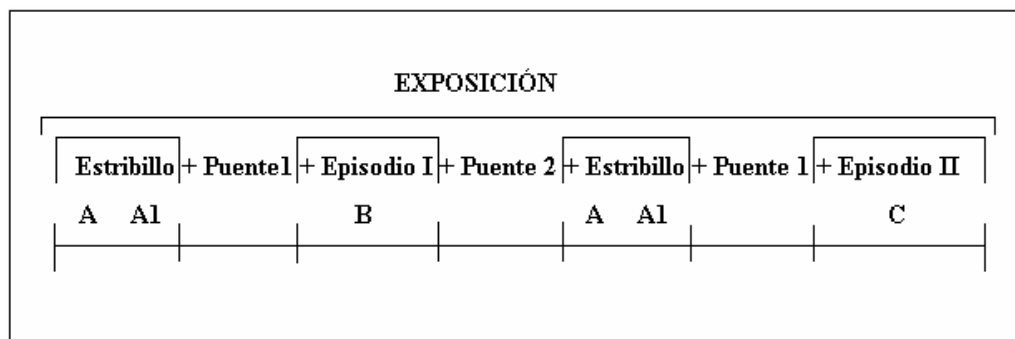 EXPOSICIÓN
Estribillo + Puente1 + Episodio I + Puente 2 + Estribillo + Puente 1 + Episodio II
A A1 B A A1 C